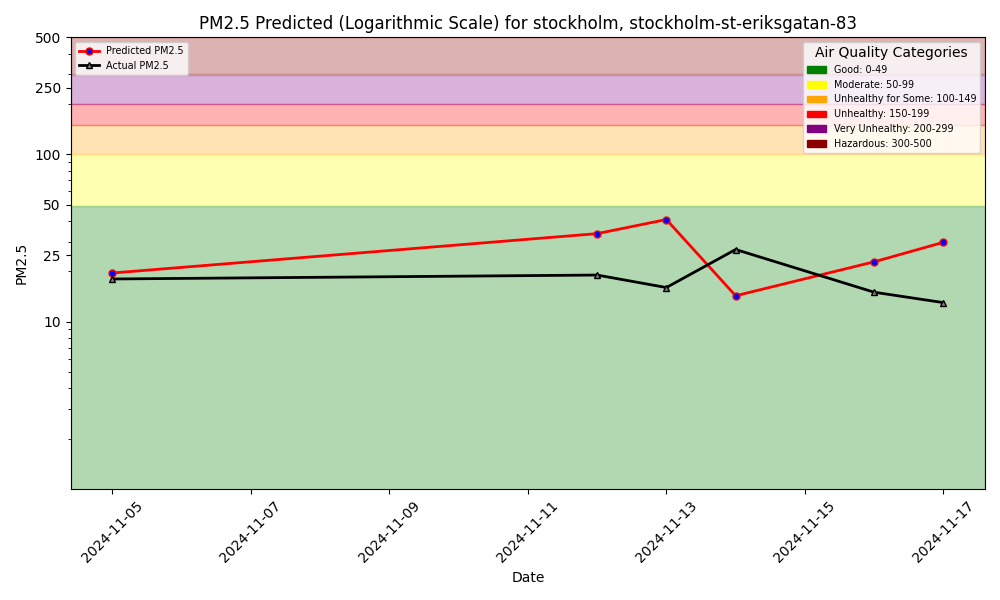 PM2.5 Predicted (Logarithmic Scale) for stockholm, stockholm-st-eriksgatan-83
Predicted PM2.5
Actual PM2.5
Air Quality Categories
Good: 0-49
Moderate: 50-99
Unhealthy for Some: 100-149
Unhealthy: 150-199
Very Unhealthy: 200-299
Hazardous: 300-500
500
250
100
50
25
10
PM2.5
2024-11-05
2024-11-07
2024-11-09
2024-11-11
2024-11-13
2024-11-15
2024-11-17
Date